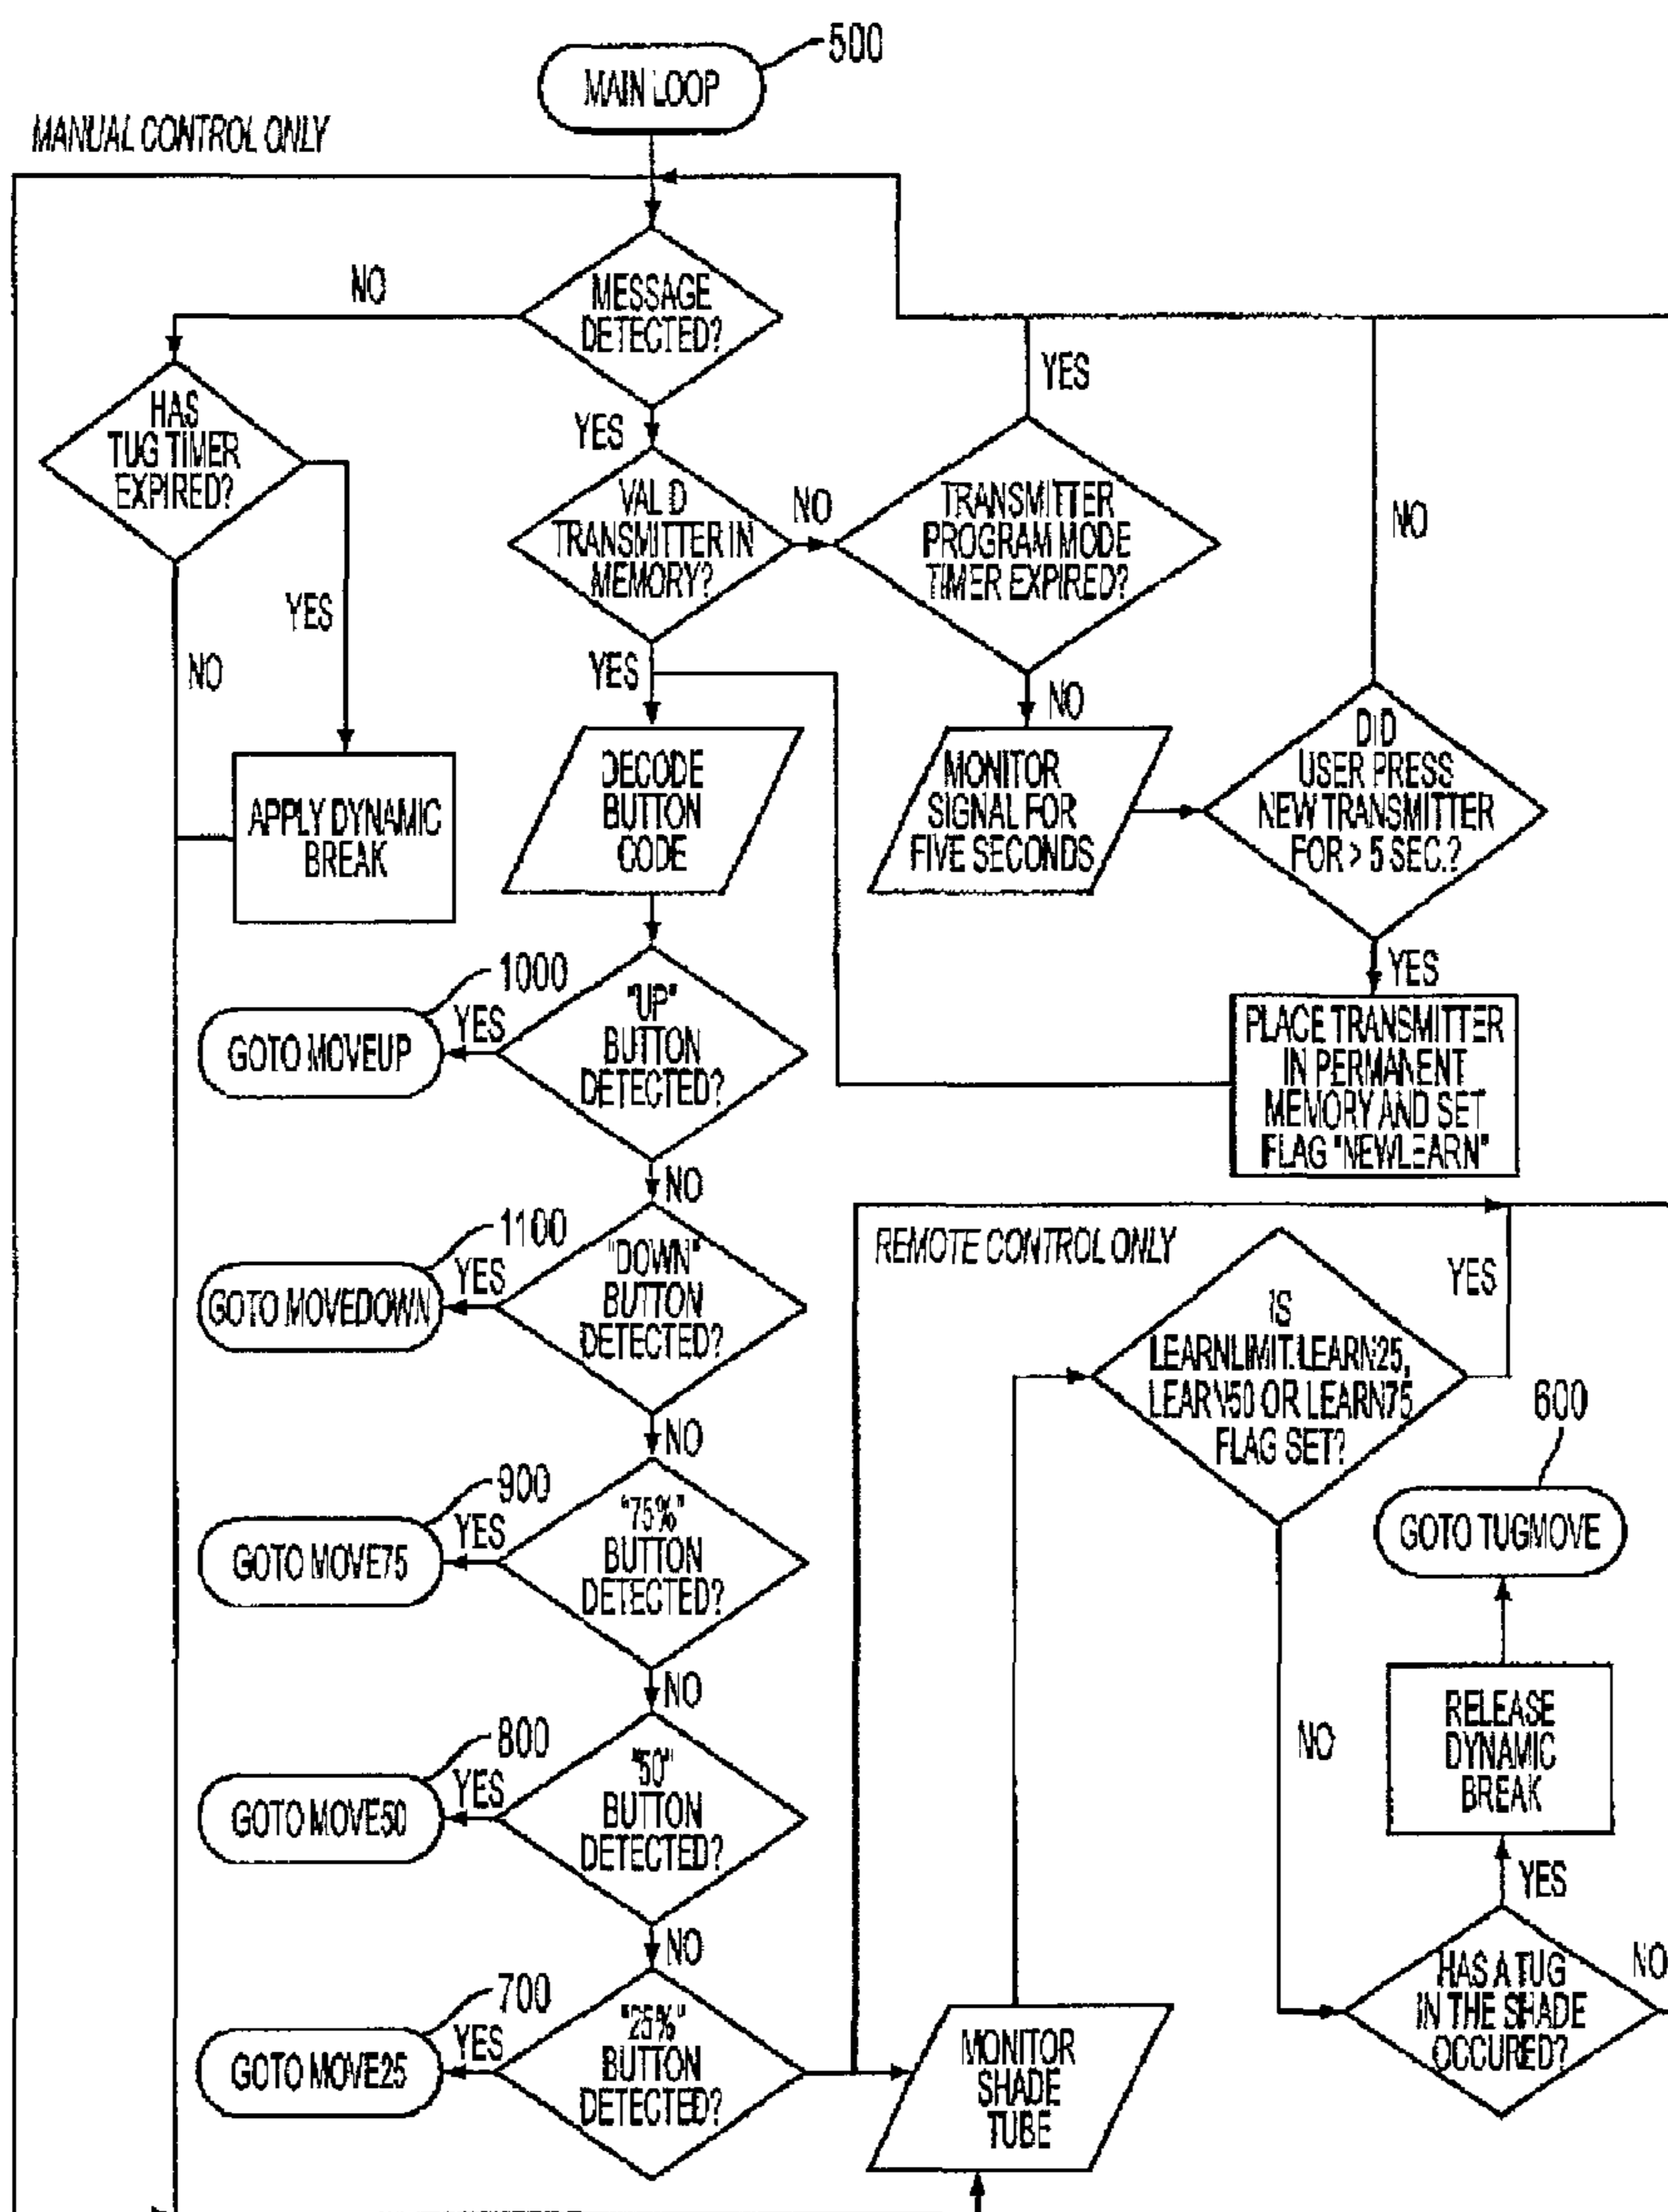 500
MAIN LOOP
MANUAL CONTROL ONLY
NO
MESSAGE
DETECTED?
YES
HAS
TUG TIMER
EXPIRED?
YES
NO
VALID
TRANSMITTER IN
MEMORY?
NO
TRANSMITTER
PROGRAM MODE
TIMER EXPIRED?
NO
YES
NO
YES
NO
DECODE
BUTTON
CODE
MONITOR
SIGNAL FOR
FIVE SECONDS
DID
USER PRESS
NEW TRANSMITTER
FOR > 5 SEC.?
APPLY DYNAMIC
BREAK
YES
1000
GOTO MOVEUP
YES
"UP"
BUTTON
DETECTED?
PLACE TRANSMITTER
IN PERMANENT
MEMORY AND SET
FLAG "NEWLEARN"
NO
1100
GOTO MOVEDOWN
YES
"DOWN"
BUTTON
DETECTED?
REMOTE CONTROL ONLY
YES
IS
LEARNLIMIT.LEARN25,
LEARN50 OR LEARN75
FLAG SET?
NO
600
GOTO TUGMOVE
900
GOTO MOVE75
YES
"75%"
BUTTON
DETECTED?
NO
NO
RELEASE
DYNAMIC
BREAK
800
GOTO MOVE50
YES
"50"
BUTTON
DETECTED?
YES
NO
HAS A TUG
IN THE SHADE
OCCURED?
NO
700
GOTO MOVE25
YES
"25%"
BUTTON
DETECTED?
MONITOR
SHADE
TUBE